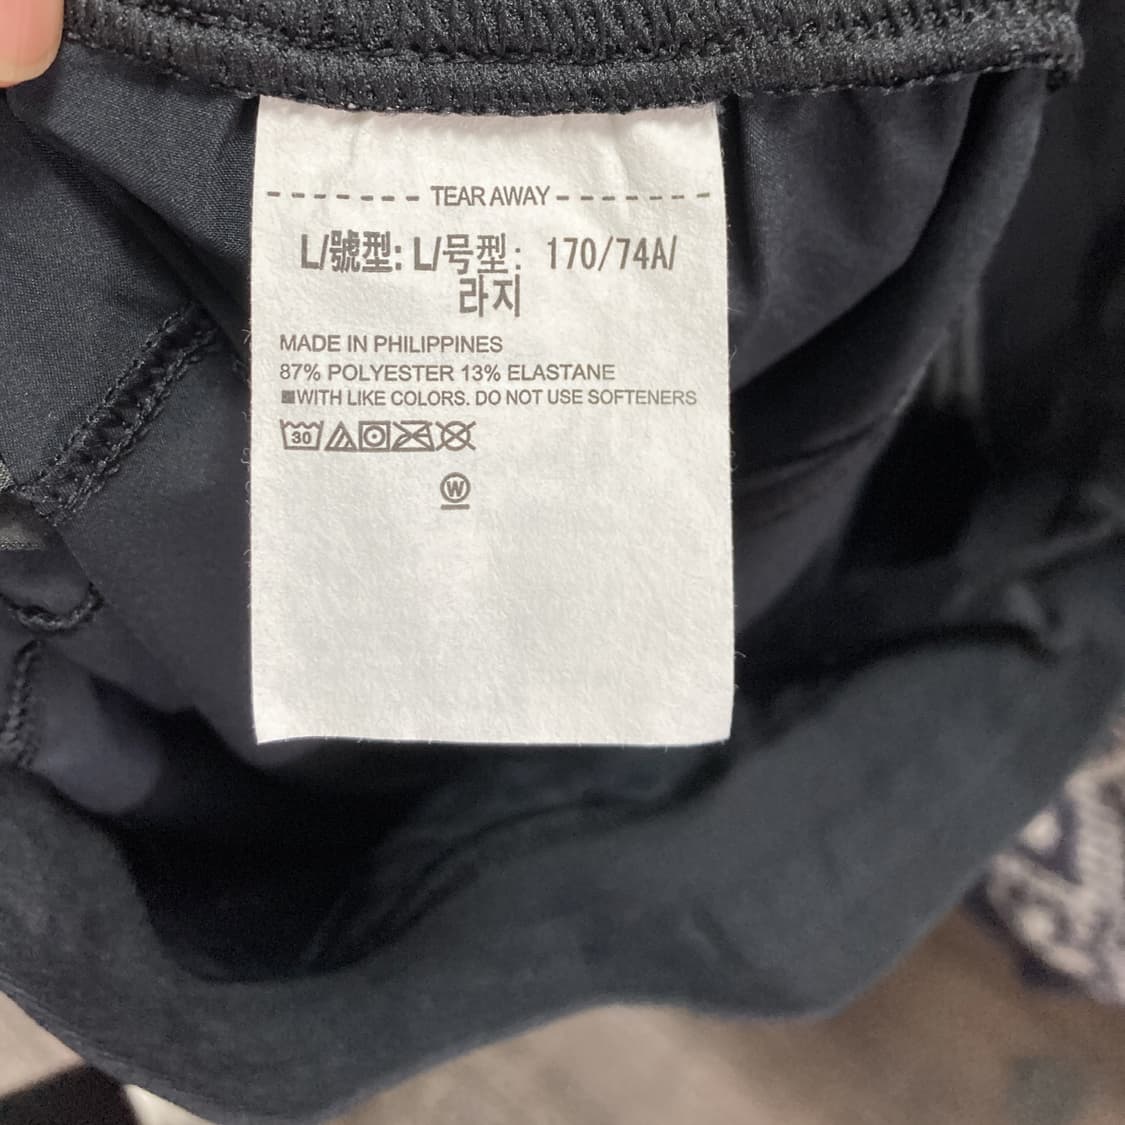 TEAR AWAY
L/號型: L/号型: 170/74A/
라지
MADE IN PHILIPPINES
87% POLYESTER 13% ELASTANE
WITH LIKE COLORS. DO NOT USE SOFTENERS
30
W